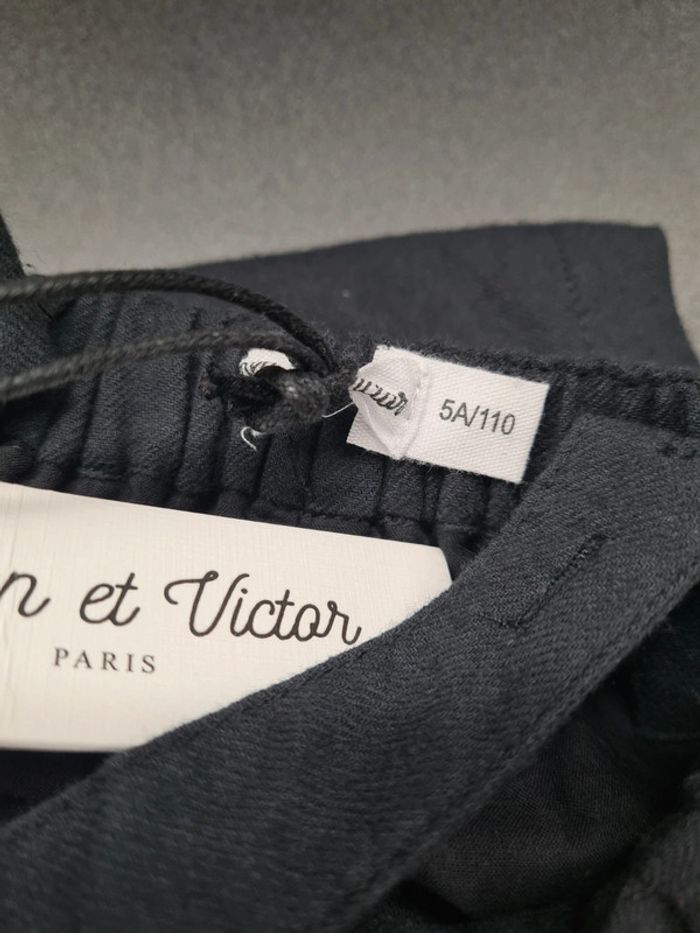 5A/110
n et Victor
PARIS